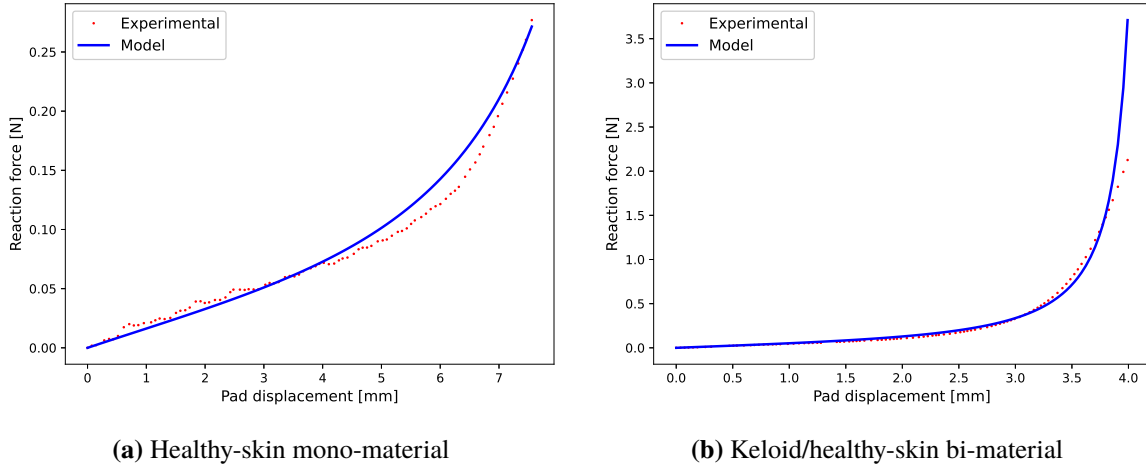 Experimental
Model
Reaction force [N]
0.25
0.20
0.15
0.10
0.05
0.00
0 1 2 3 4 5 6 7
Pad displacement [mm]
(a) Healthy-skin mono-material
Experimental
Model
Reaction force [N]
3.5
3.0
2.5
2.0
1.5
1.0
0.5
0.0
0.0 0.5 1.0 1.5 2.0 2.5 3.0 3.5 4.0
Pad displacement [mm]
(b) Keloid/healthy-skin bi-material